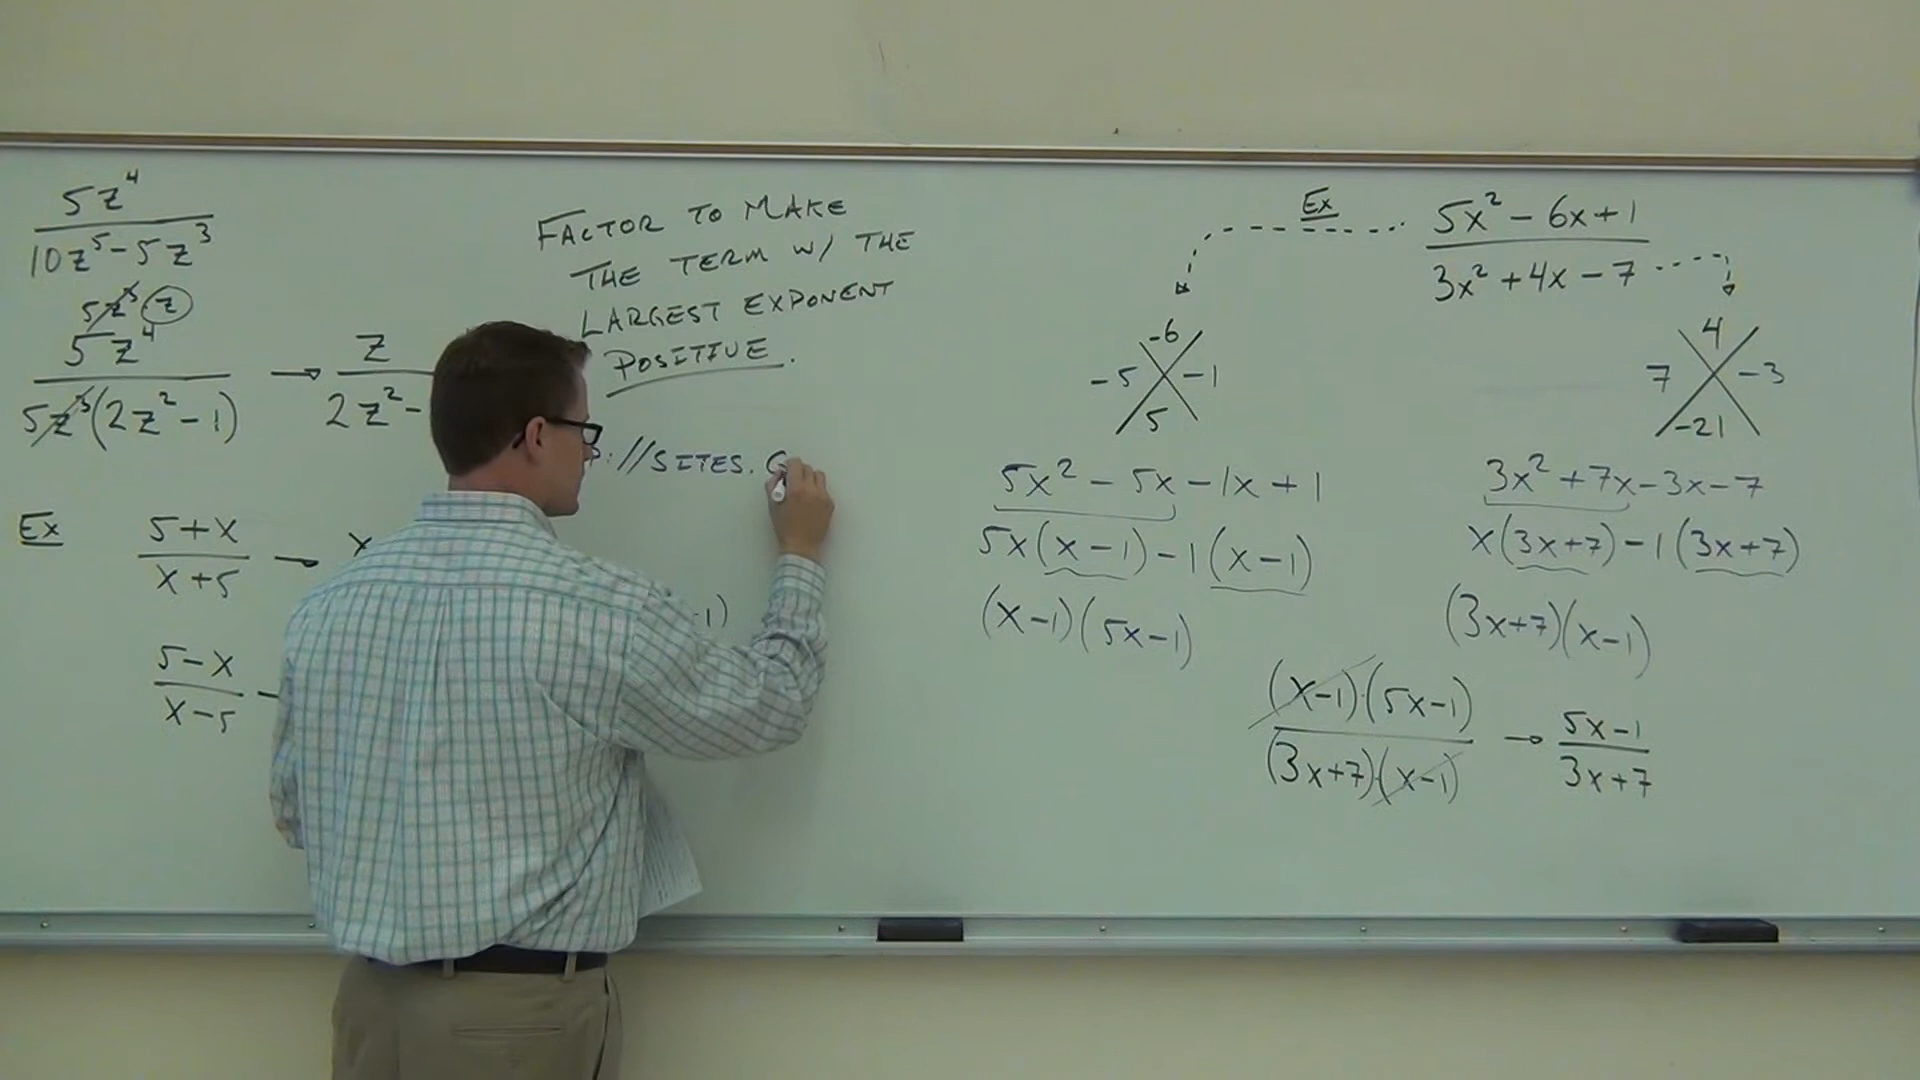 5z⁴
10z⁵ - 5z³
5z³ z
5z⁴
5z³(2z² - 1)
→ z
2z² -
Ex
5 + x
x + 5
→ x
5 - x
x - 5
FACTOR TO MAKE
THE TERM W/ THE
LARGEST EXPONENT
POSITIVE.
P://SITES.G
-1)
Ex
5x² - 6x + 1
3x² + 4x - 7
-6
-5 -1
5
4
7 -3
-21
5x² - 5x - 1x + 1
5x(x - 1) - 1(x - 1)
(x - 1)(5x - 1)
3x² + 7x - 3x - 7
x(3x + 7) - 1(3x + 7)
(3x + 7)(x - 1)
(x - 1)·(5x - 1)
(3x + 7)·(x - 1)
→ 5x - 1
3x + 7